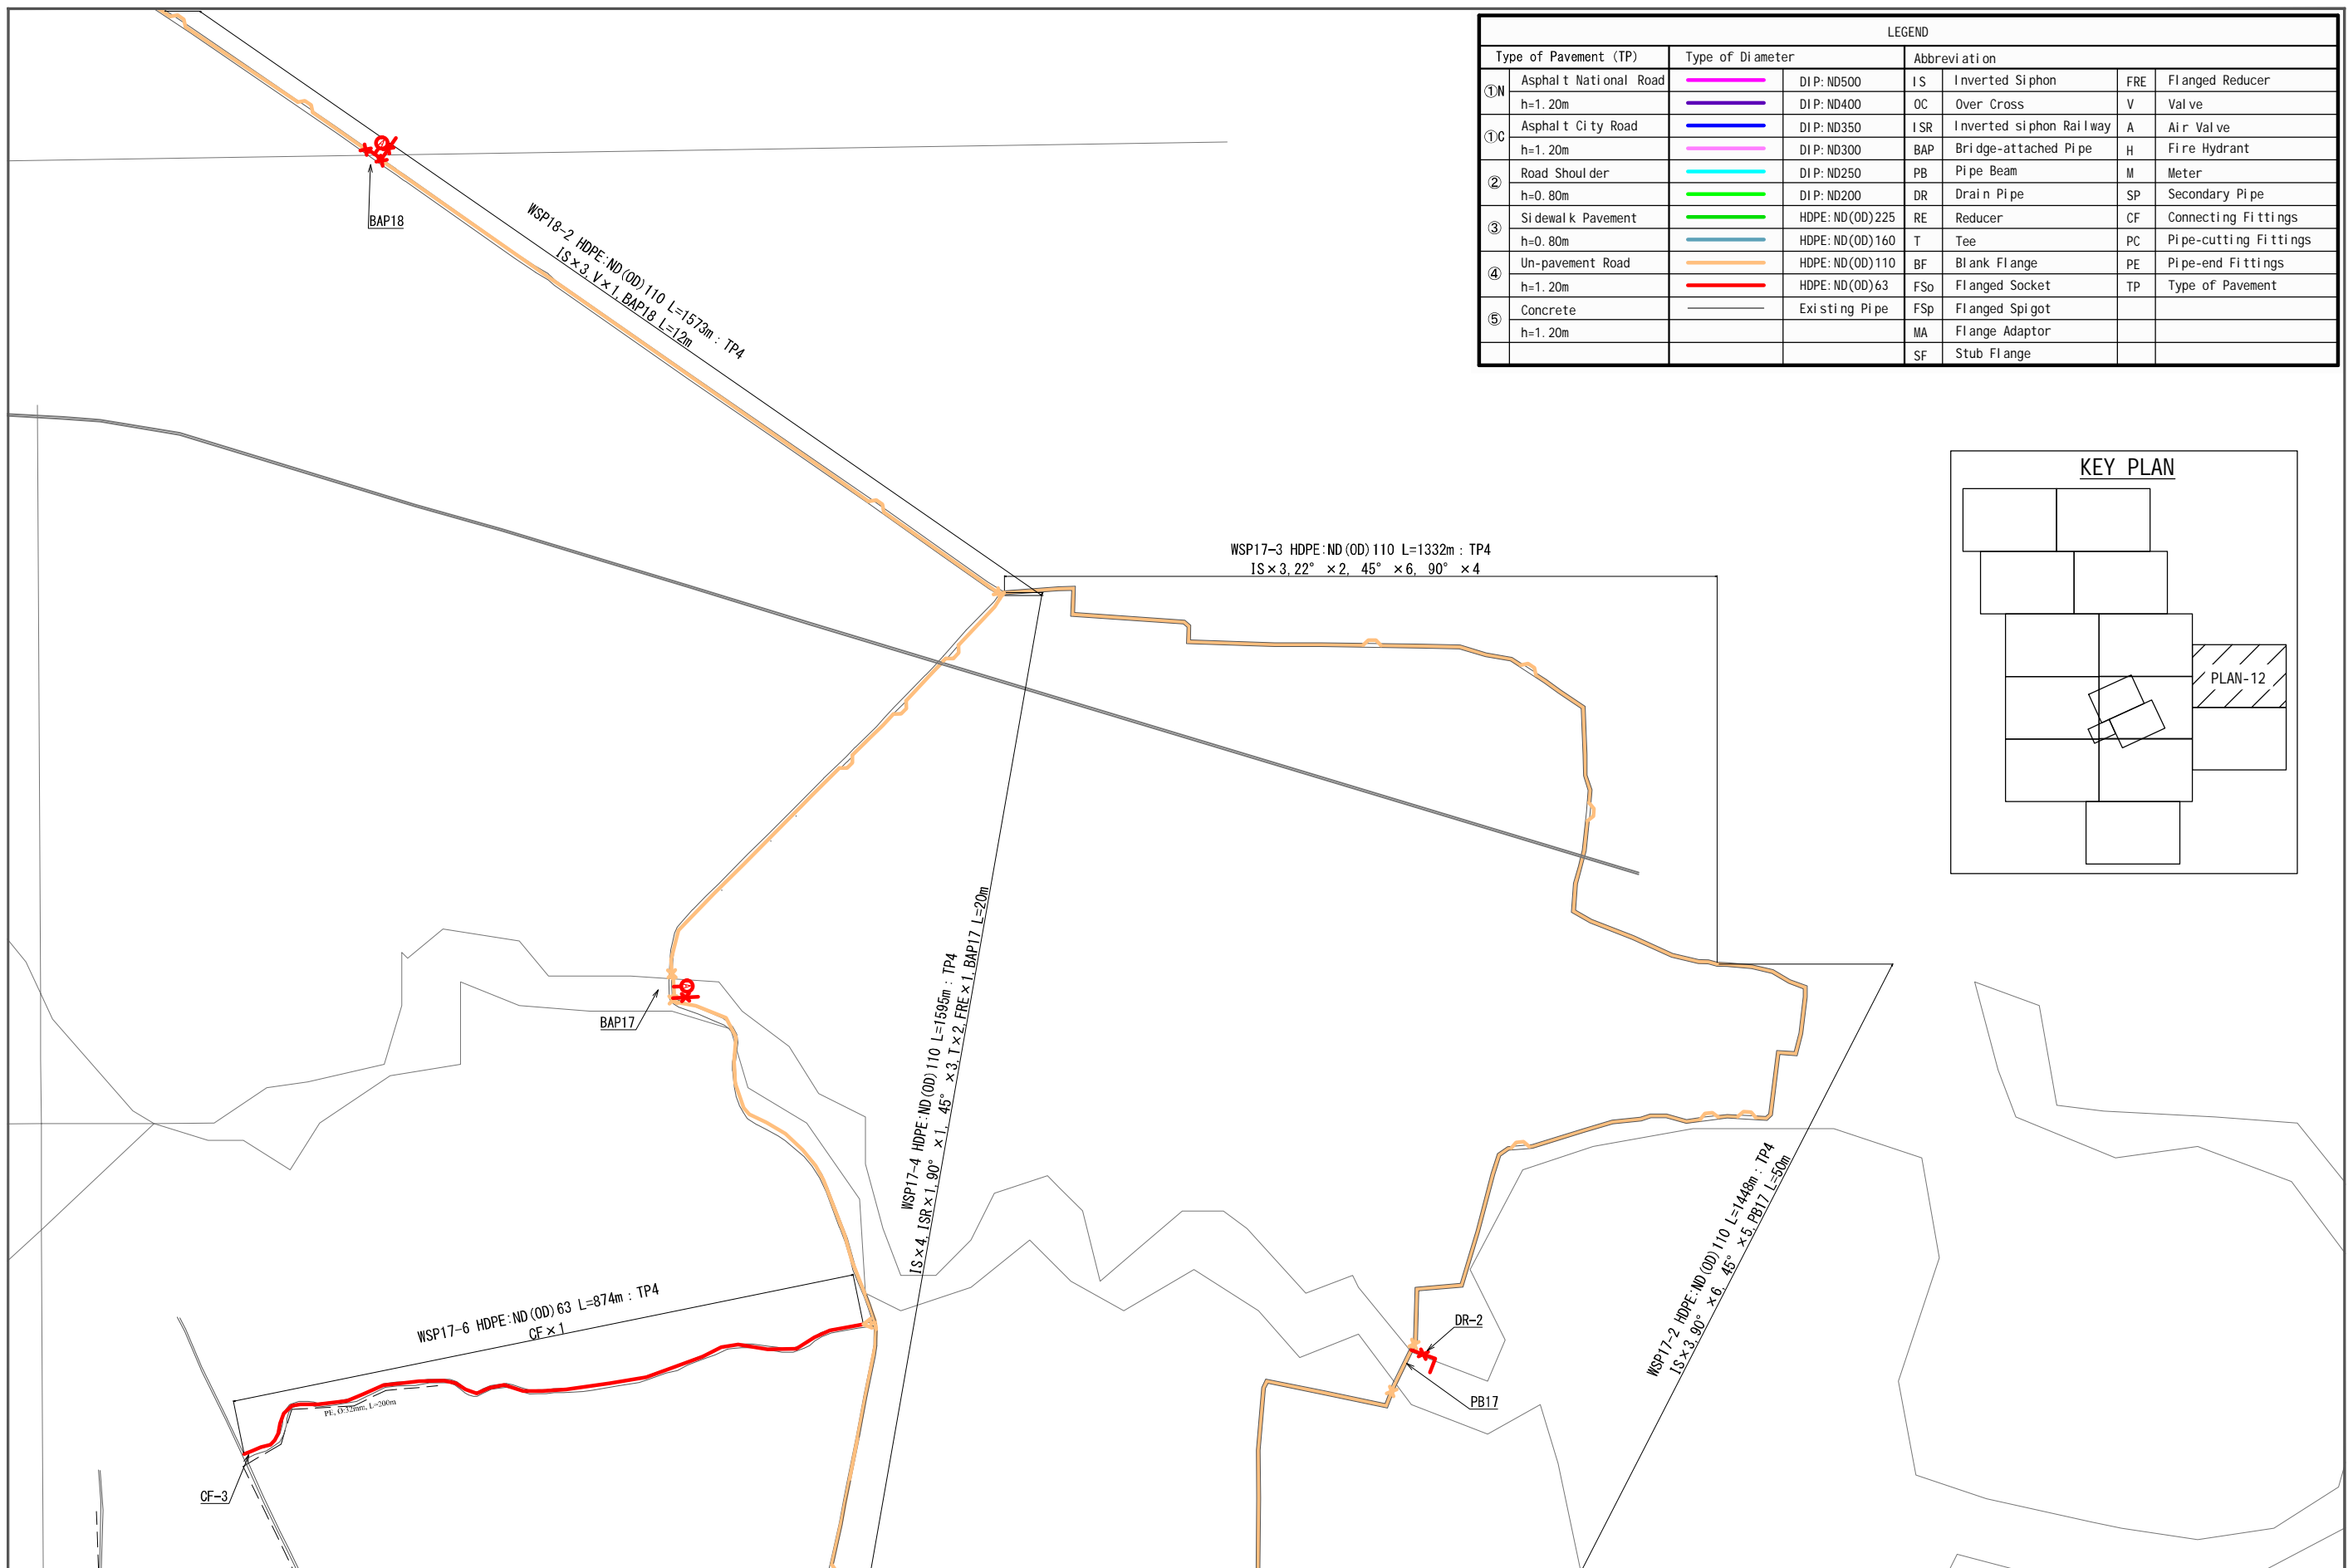 LEGEND
Type of Pavement (TP) Type of Diameter Abbreviation
①N Asphalt National Road DIP:ND500 IS Inverted Siphon FRE Flanged Reducer
h=1.20m DIP:ND400 OC Over Cross V Valve
①C Asphalt City Road DIP:ND350 ISR Inverted siphon Railway A Air Valve
h=1.20m DIP:ND300 BAP Bridge-attached Pipe H Fire Hydrant
② Road Shoulder DIP:ND250 PB Pipe Beam M Meter
h=0.80m DIP:ND200 DR Drain Pipe SP Secondary Pipe
③ Sidewalk Pavement HDPE:ND(OD)225 RE Reducer CF Connecting Fittings
h=0.80m HDPE:ND(OD)160 T Tee PC Pipe-cutting Fittings
④ Un-pavement Road HDPE:ND(OD)110 BF Blank Flange PE Pipe-end Fittings
h=1.20m HDPE:ND(OD)63 FSo Flanged Socket TP Type of Pavement
⑤ Concrete Existing Pipe FSp Flanged Spigot
h=1.20m MA Flange Adaptor
SF Stub Flange
BAP18
WSP18-2 HDPE:ND(OD)110 L=1573m : TP4
IS×3,V×1,BAP18 L=12m
KEY PLAN
PLAN-12
WSP17-3 HDPE:ND(OD)110 L=1332m : TP4
IS×3,22° ×2, 45° ×6, 90° ×4
BAP17
WSP17-4 HDPE:ND(OD)110 L=1595m : TP4
IS×4,ISR×1,90° ×1, 45° ×3,T×2,FRE×1,BAP17 L=20m
WSP17-2 HDPE:ND(OD)110 L=1448m : TP4
IS×3,90° ×6, 45° ×5,PB17 L=50m
WSP17-6 HDPE:ND(OD)63 L=874m : TP4
CF×1
DR-2
PB17
PE, O:32mm, L=200m
CF-3